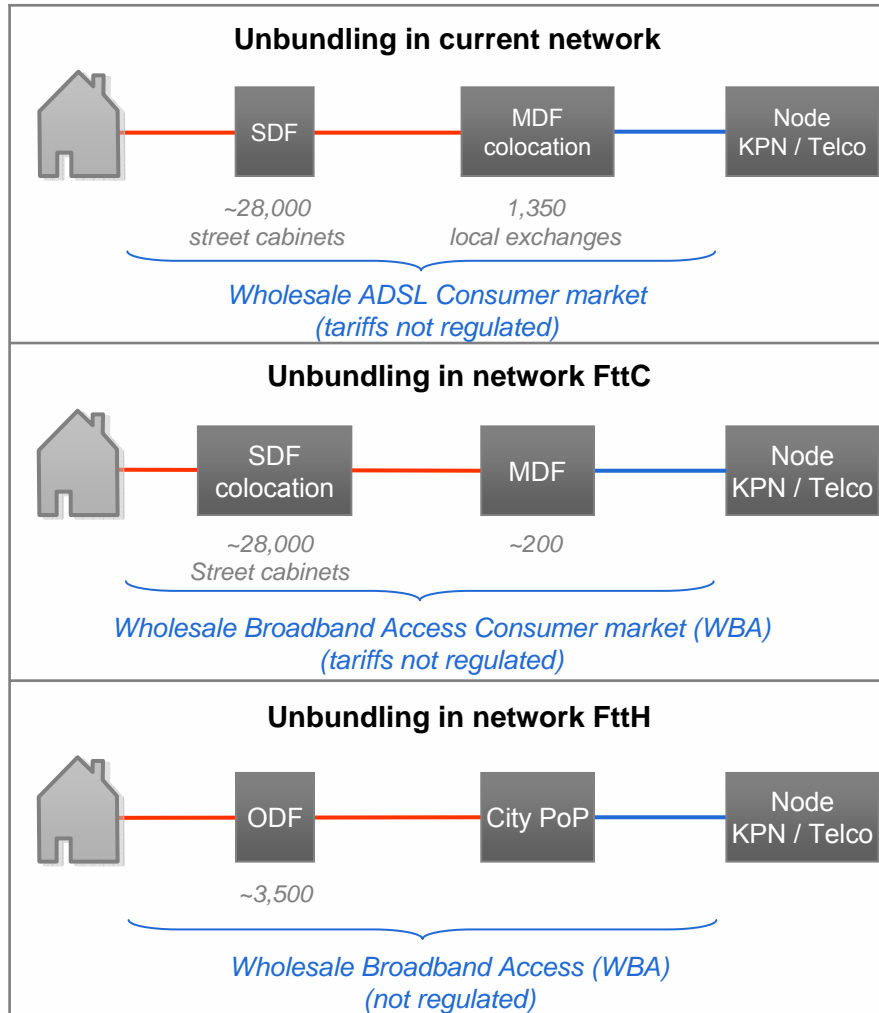 Unbundling in current network
SDF
MDF
colocation
Node
KPN / Telco
~28,000
street cabinets
1,350
local exchanges
Wholesale ADSL Consumer market
(tariffs not regulated)
Unbundling in network FttC
SDF
colocation
MDF
Node
KPN / Telco
~28,000
Street cabinets
~200
Wholesale Broadband Access Consumer market (WBA)
(tariffs not regulated)
Unbundling in network FttH
ODF
City PoP
Node
KPN / Telco
~3,500
Wholesale Broadband Access (WBA)
(not regulated)